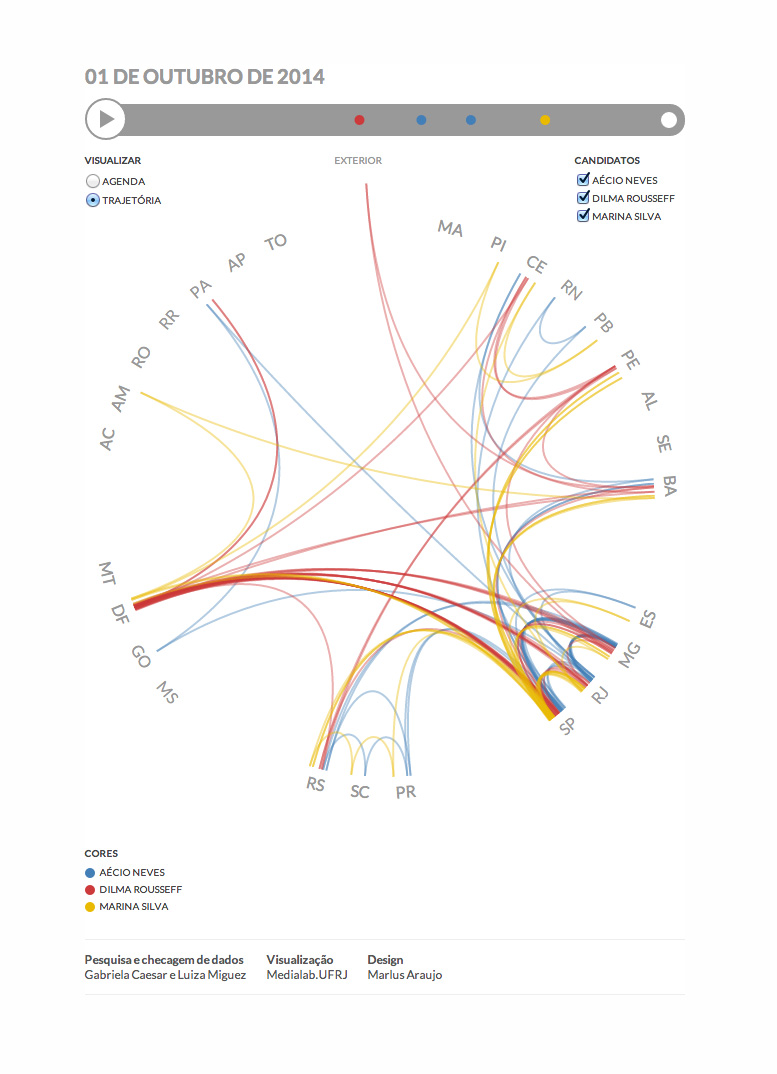 01 DE OUTUBRO DE 2014
VISUALIZAR
EXTERIOR
CANDIDATOS
AGENDA
TRAJETÓRIA
AÉCIO NEVES
DILMA ROUSSEFF
MARINA SILVA
MA
PI
CE
RN
PB
PE
AL
SE
BA
ES
MG
RJ
SP
PR
SC
RS
MS
GO
DF
MT
AC
AM
RO
RR
PA
AP
TO
CORES
AÉCIO NEVES
DILMA ROUSSEFF
MARINA SILVA
Pesquisa e checagem de dados
Gabriela Caesar e Luiza Miguez
Visualização
Medialab.UFRJ
Design
Marlus Araujo